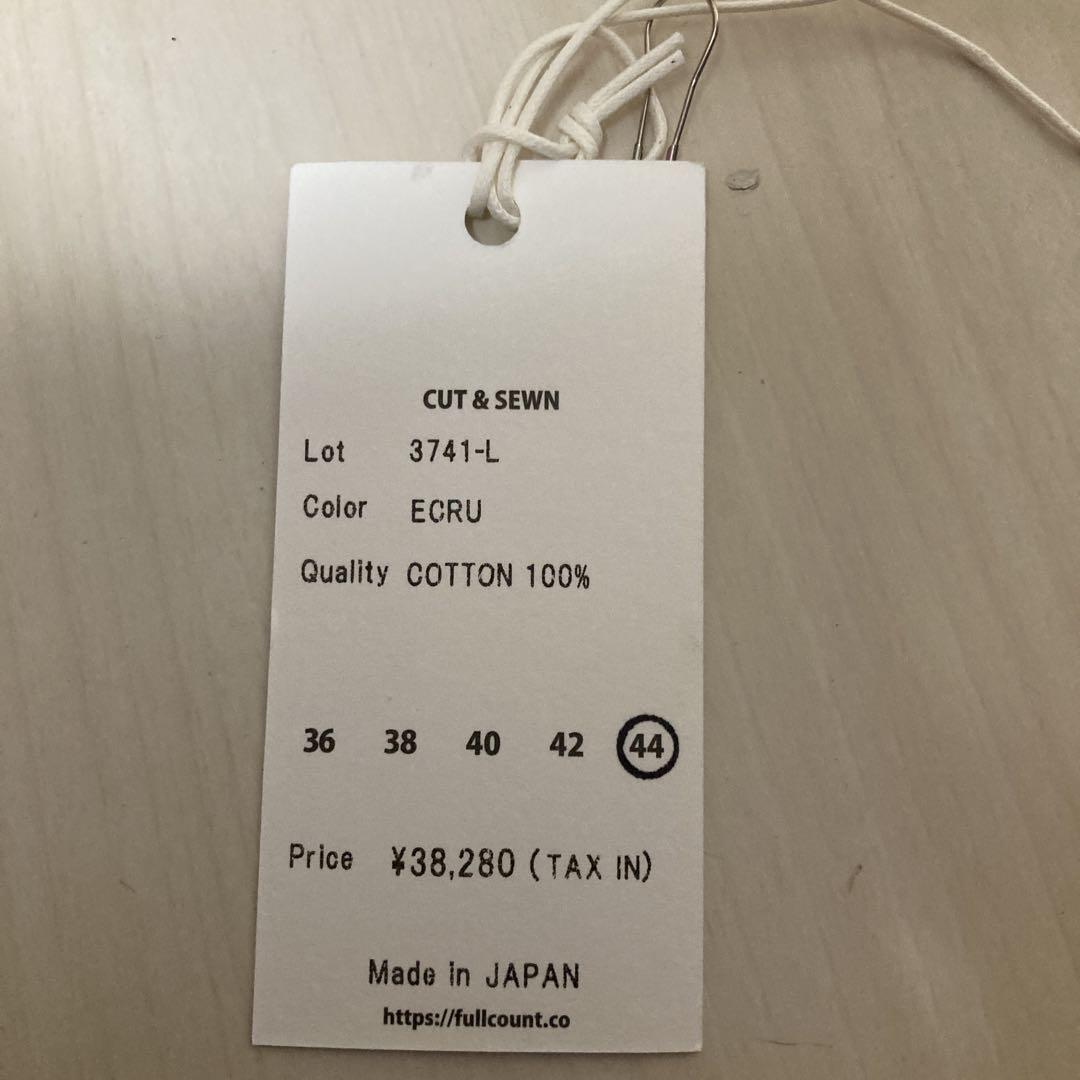 CUT & SEWN
Lot 3741-L
Color ECRU
Quality COTTON 100%
36 38 40 42 44
Price ¥38,280 (TAX IN)
Made in JAPAN
https://fullcount.co